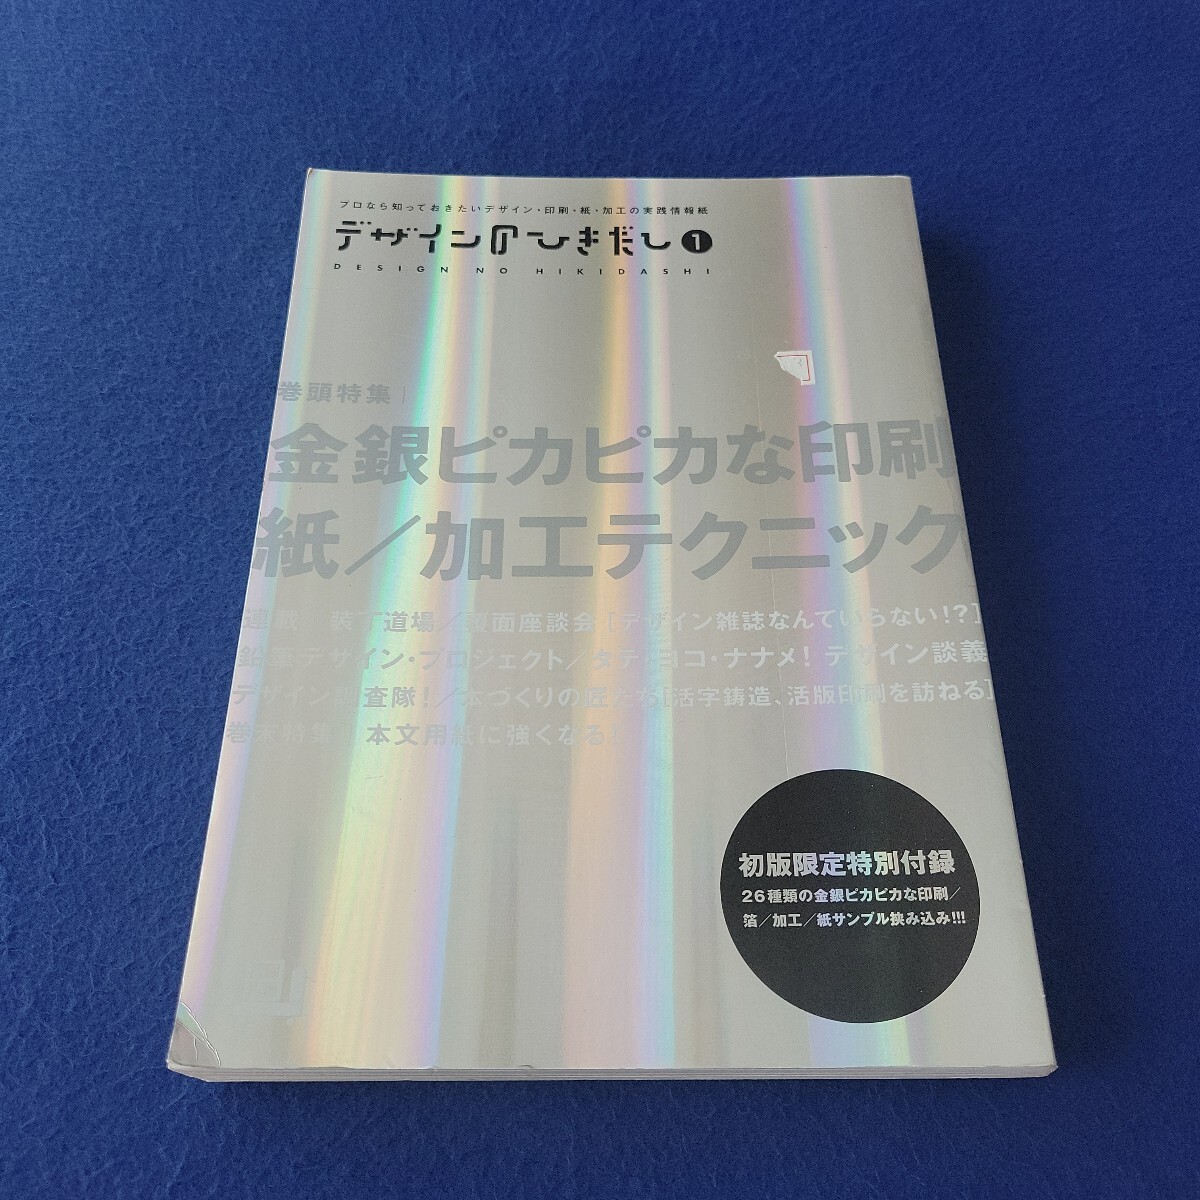 プロなら知っておきたいデザイン・印刷・紙・加工の実践情報紙
デザインのひきだし1
DESIGN NO HIKIDASHI
巻頭特集|
金銀ピカピカな印刷
紙／加工テクニック
連載 装丁道場／覆面座談会[デザイン雑誌なんていらない!?]
鉛筆デザイン・プロジェクト／タテ・ヨコ・ナナメ! デザイン談義
デザイン調査隊!／本づくりの匠たち[活字鋳造、活版印刷を訪ねる]
巻末特集 本文用紙に強くなる!
初版限定特別付録
26種類の金銀ピカピカな印刷／
箔／加工／紙サンプル挟み込み!!!